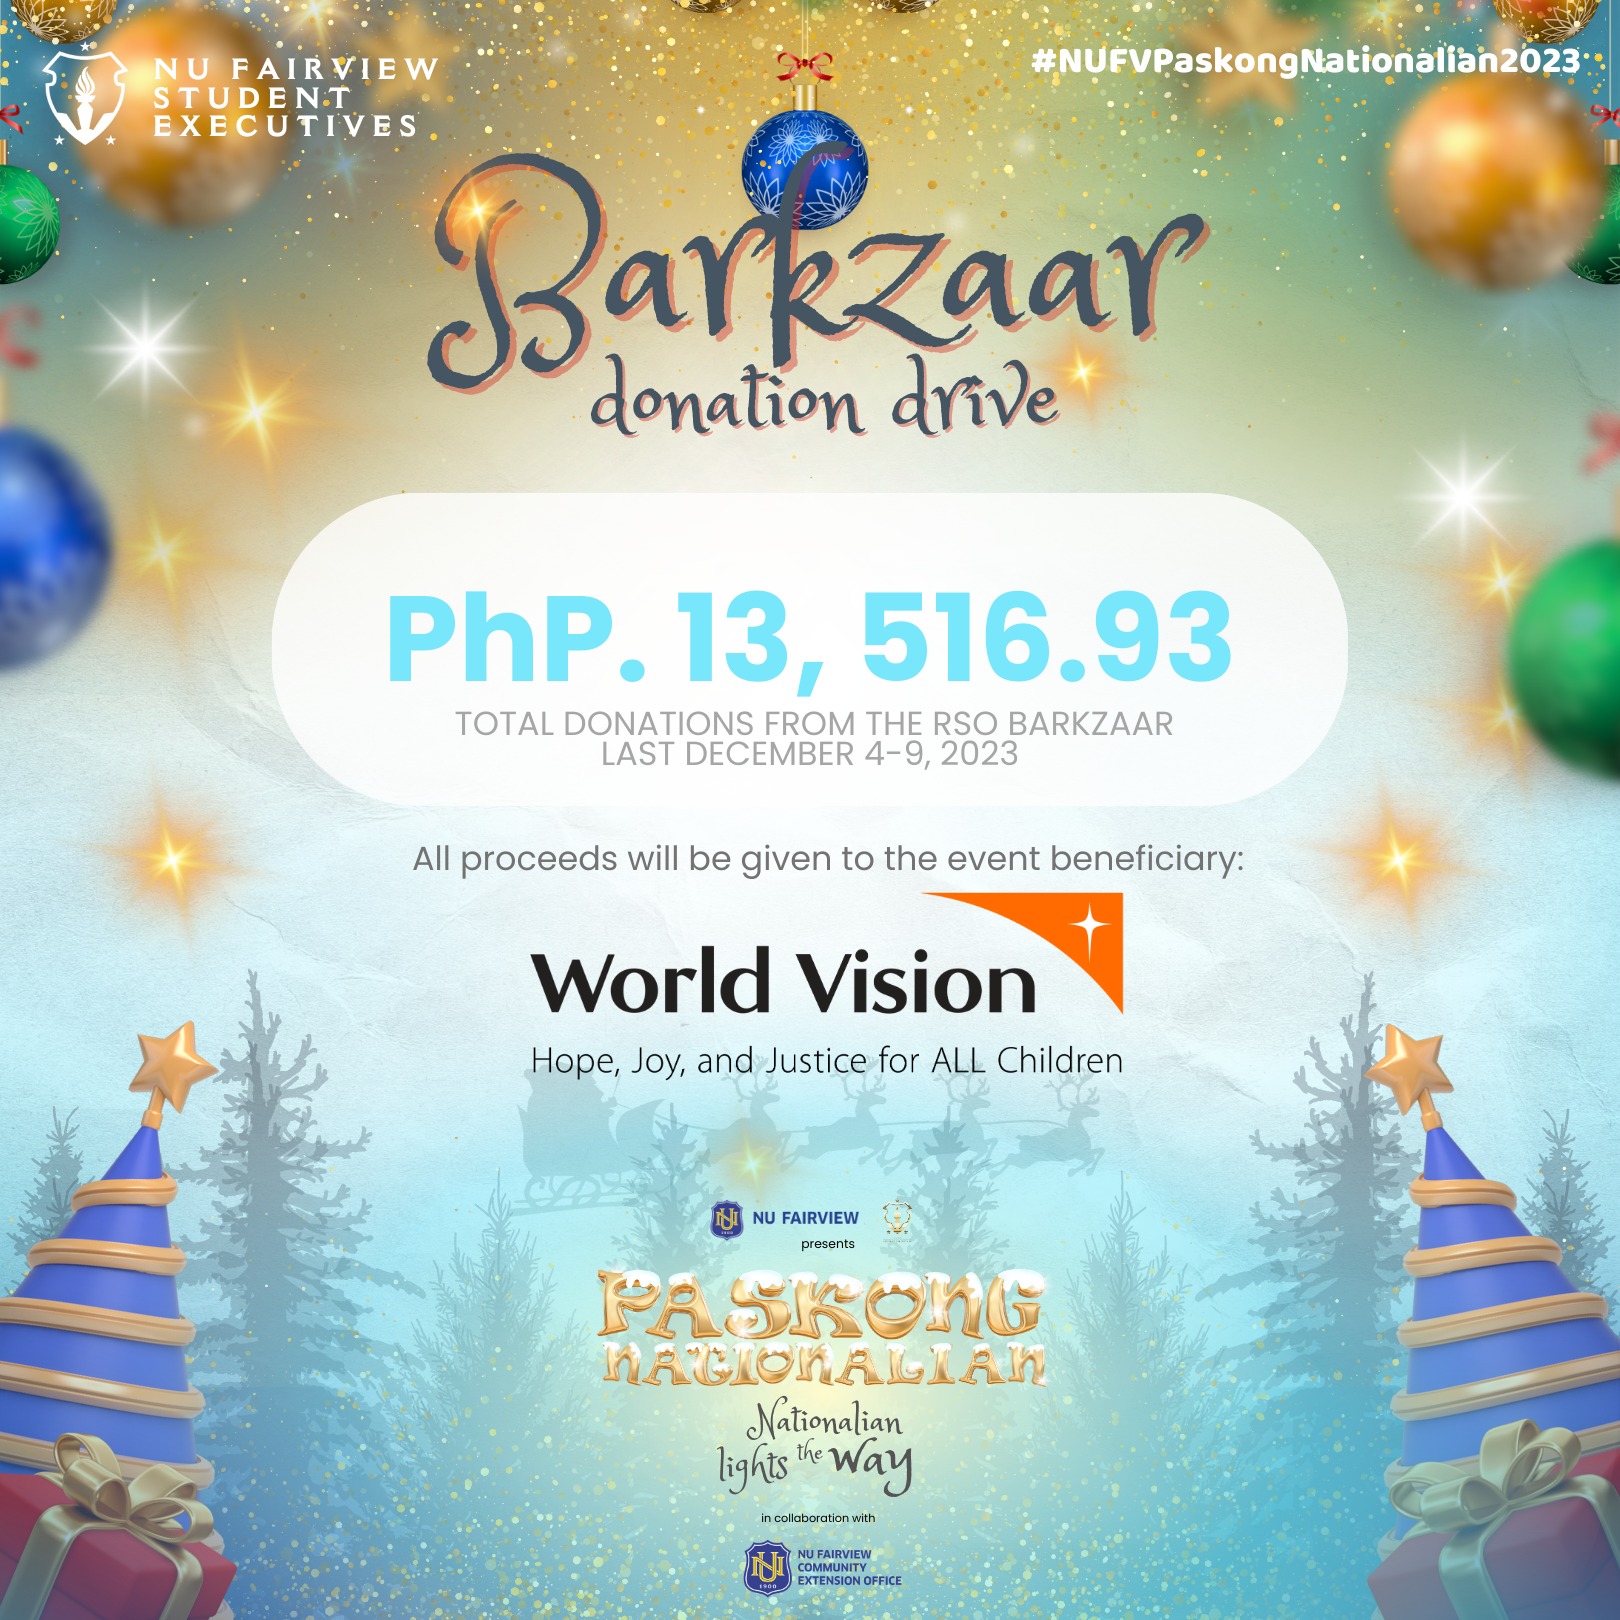 NU FAIRVIEW
STUDENT
EXECUTIVES
#NUFVPaskongNationalian2023
Barkzaar
donation drive
PhP. 13, 516.93
TOTAL DONATIONS FROM THE RSO BARKZAAR
LAST DECEMBER 4-9, 2023
All proceeds will be given to the event beneficiary:
World Vision
Hope, Joy, and Justice for ALL Children
NU FAIRVIEW
presents
PASKONG
NATIONALIAN
Nationalian
lights the way
in collaboration with
NU
1900
NU FAIRVIEW
COMMUNITY
EXTENSION OFFICE